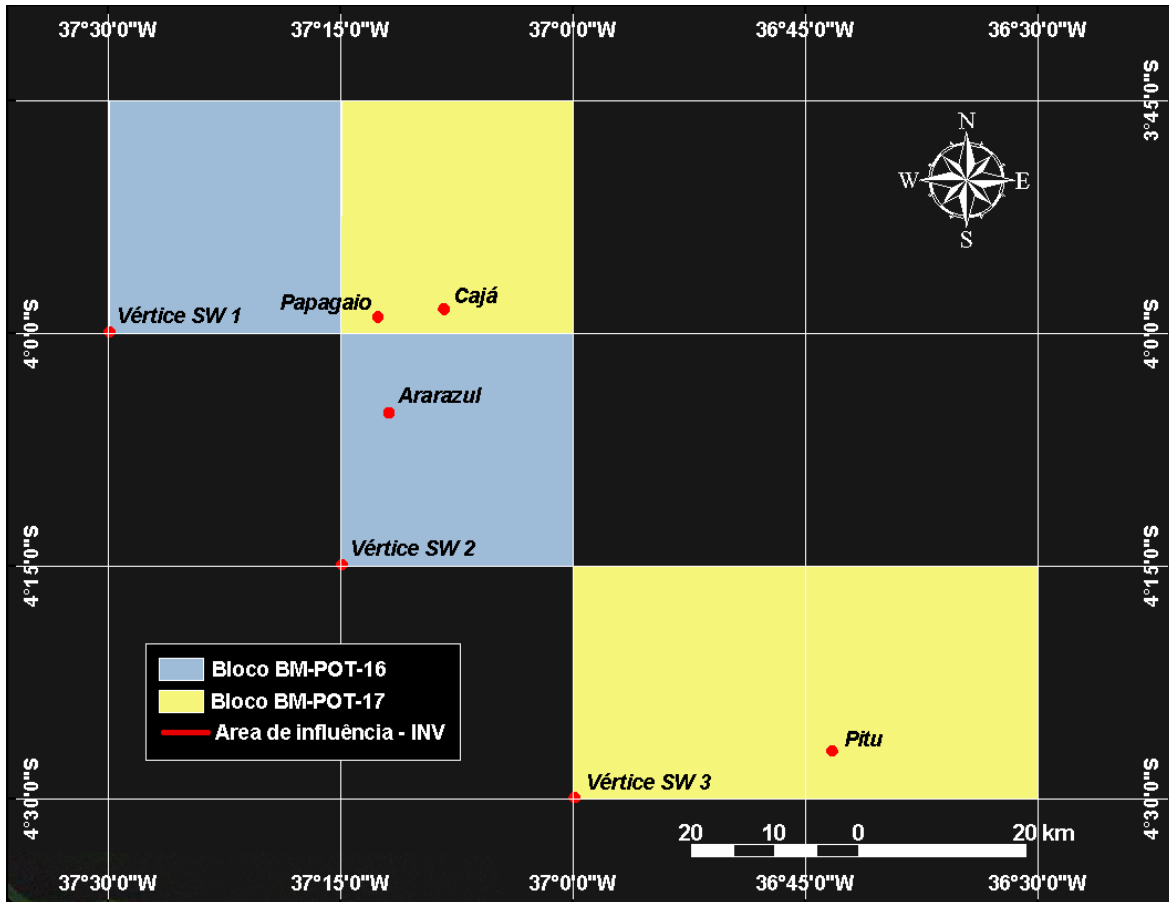 37°30'0"W 37°15'0"W 37°0'0"W 36°45'0"W 36°30'0"W
3°45'0"S
N
W E
S
Cajá
Papagaio
Vértice SW 1
4°0'0"S 4°0'0"S
Ararazul
Vértice SW 2
4°15'0"S 4°15'0"S
Bloco BM-POT-16
Bloco BM-POT-17
Area de influência - INV
Pitu
Vértice SW 3
4°30'0"S 4°30'0"S
20 10 0 20 km
37°30'0"W 37°15'0"W 37°0'0"W 36°45'0"W 36°30'0"W